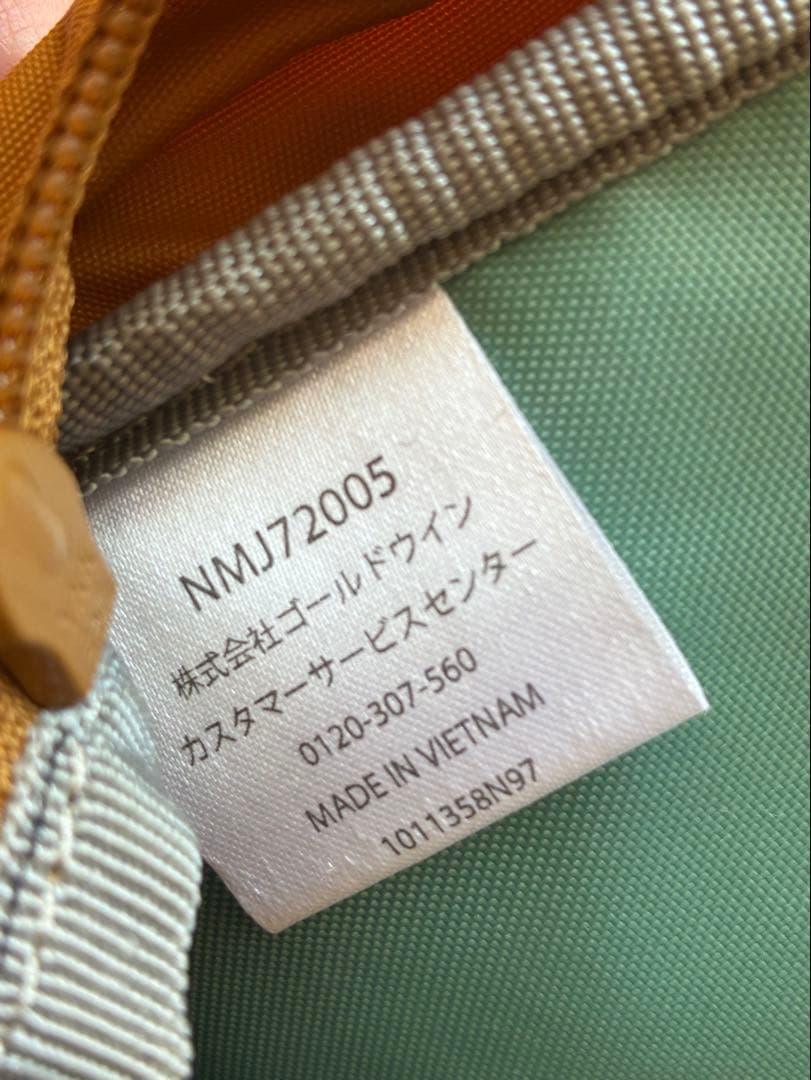 NMJ72005
株式会社ゴールドウイン
カスタマーサービスセンター
0120-307-560
MADE IN VIETNAM
1011358N97